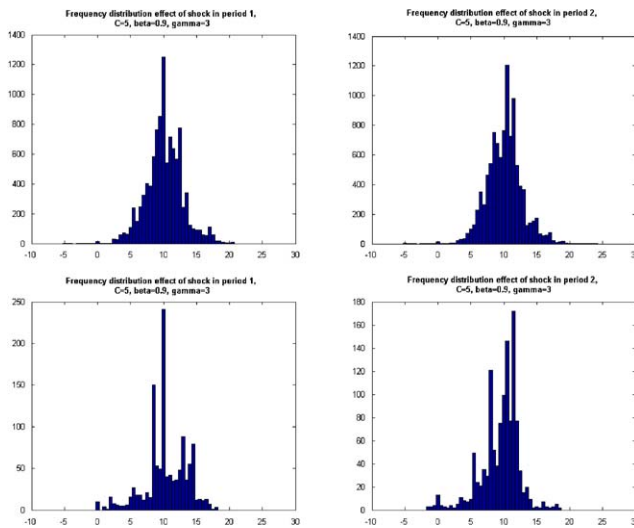 Frequency distribution effect of shock in period 1,
C=5, beta=0.9, gamma=3
1400
1200
1000
800
600
400
200
0
-10 -5 0 5 10 15 20 25 30
Frequency distribution effect of shock in period 2,
C=5, beta=0.9, gamma=3
1400
1200
1000
800
600
400
200
0
-10 -5 0 5 10 15 20 25 30
Frequency distribution effect of shock in period 1,
C=5, beta=0.9, gamma=3
250
200
150
100
50
0
-10 -5 0 5 10 15 20 25 30
Frequency distribution effect of shock in period 2,
C=5, beta=0.9, gamma=3
180
160
140
120
100
80
60
40
20
0
-10 -5 0 5 10 15 20 25 30